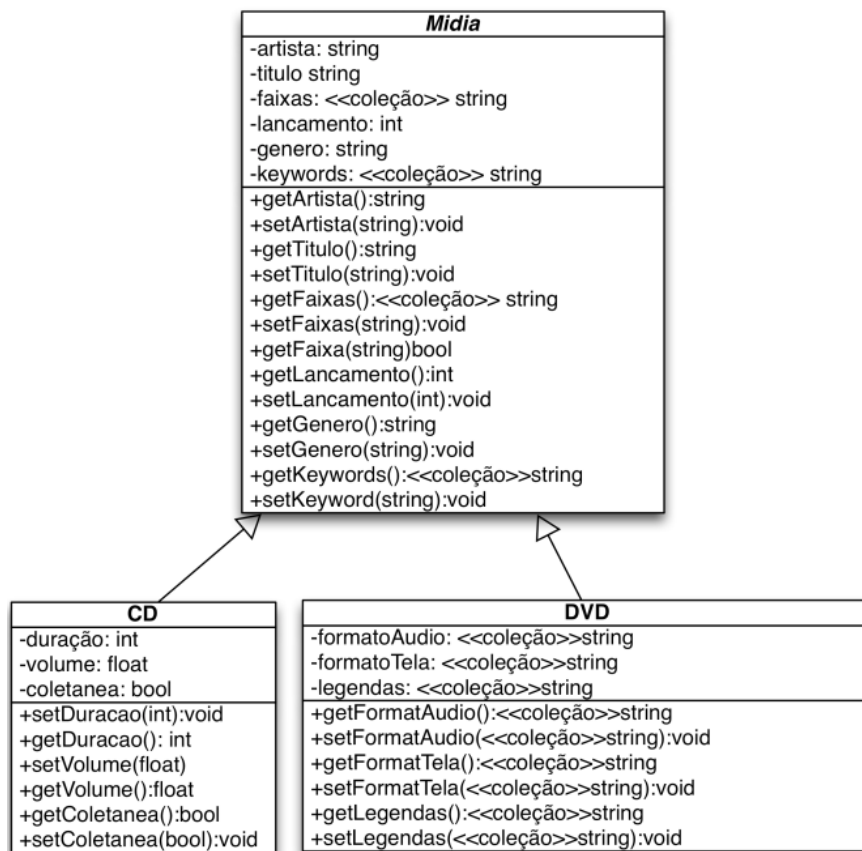 Midia
-artista: string
-titulo string
-faixas: <<coleção>> string
-lancamento: int
-genero: string
-keywords: <<coleção>> string
+getArtista():string
+setArtista(string):void
+getTitulo():string
+setTitulo(string):void
+getFaixas():<<coleção>> string
+setFaixas(string):void
+getFaixa(string)bool
+getLancamento():int
+setLancamento(int):void
+getGenero():string
+setGenero(string):void
+getKeywords():<<coleção>>string
+setKeyword(string):void
CD
-duração: int
-volume: float
-coletanea: bool
+setDuracao(int):void
+getDuracao(): int
+setVolume(float)
+getVolume():float
+getColetanea():bool
+setColetanea(bool):void
DVD
-formatoAudio: <<coleção>>string
-formatoTela: <<coleção>>string
-legendas: <<coleção>>string
+getFormatAudio():<<coleção>>string
+setFormatAudio(<<coleção>>string):void
+getFormatTela():<<coleção>>string
+setFormatTela(<<coleção>>string):void
+getLegendas():<<coleção>>string
+setLegendas(<<coleção>>string):void